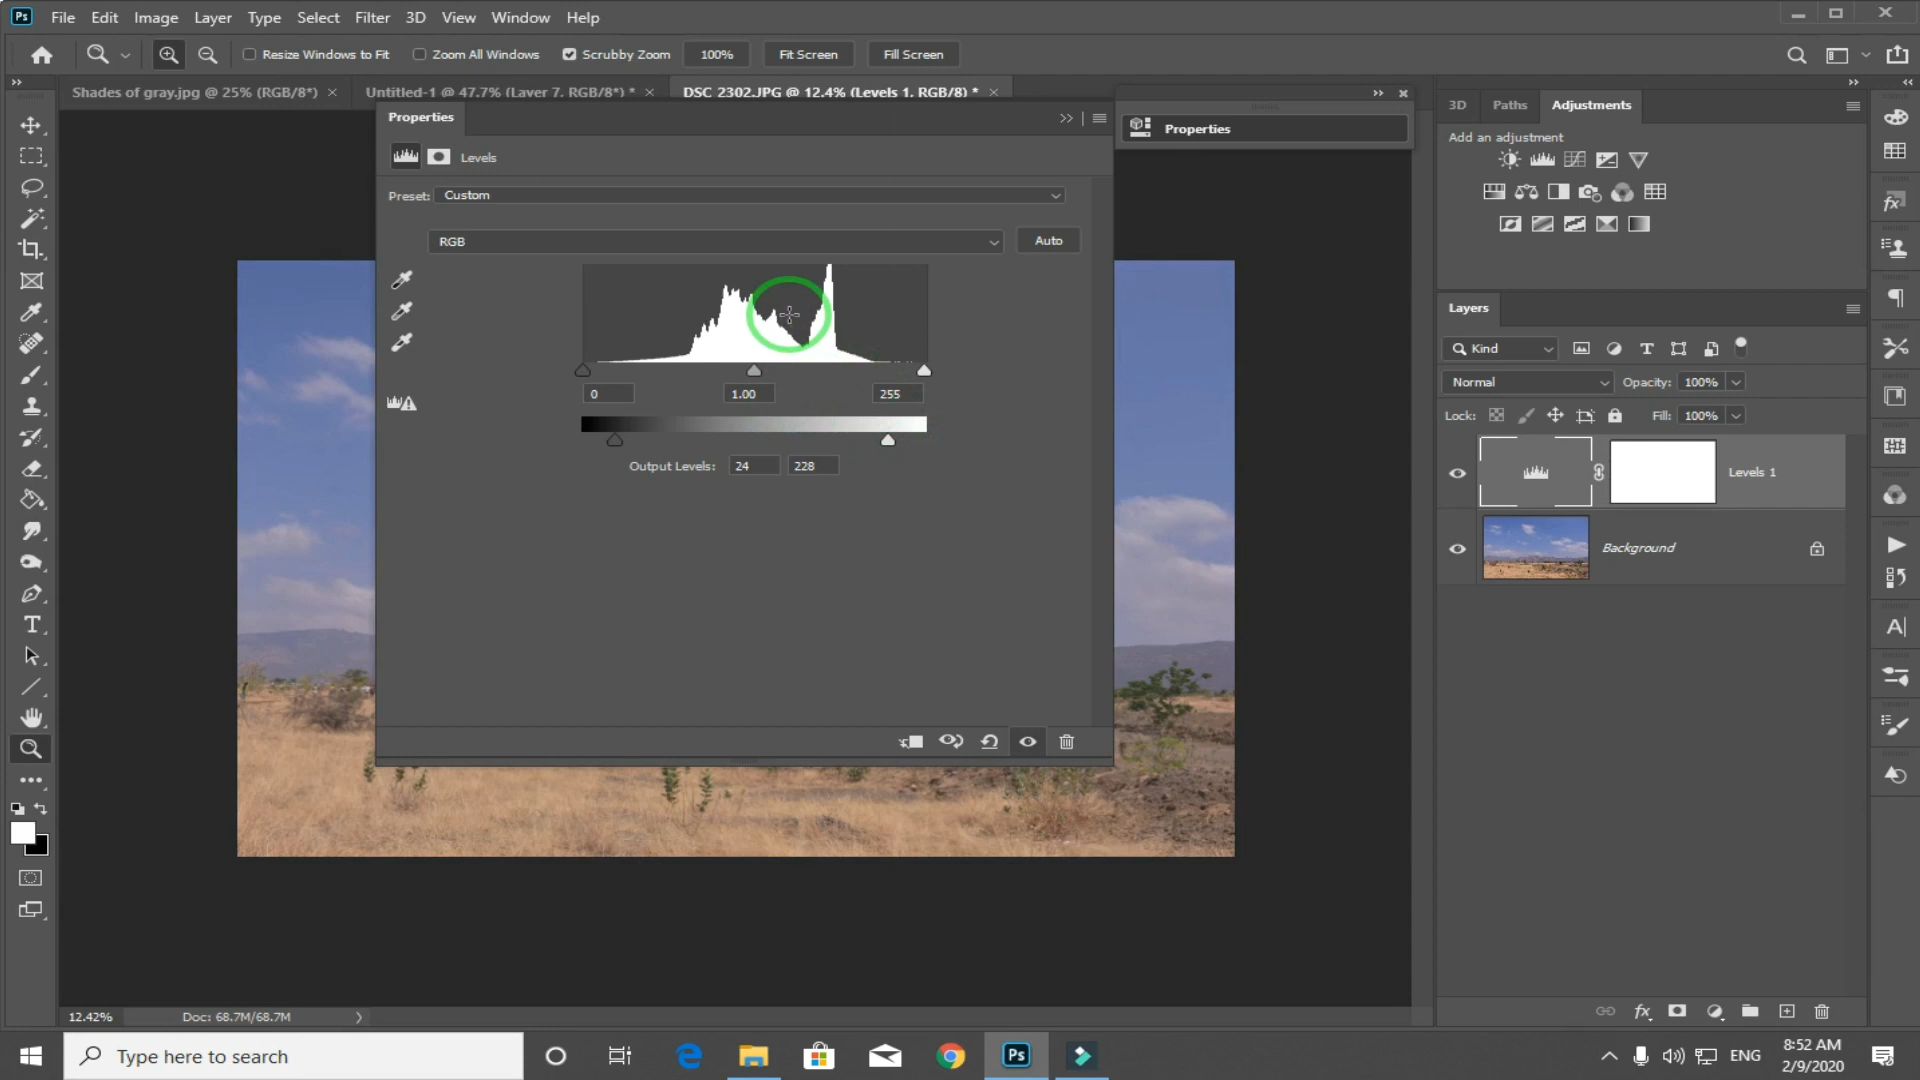 Ps File Edit Image Layer Type Select Filter 3D View Window Help
Resize Windows to Fit Zoom All Windows Scrubby Zoom 100% Fit Screen Fill Screen
Shades of gray.jpg @ 25% (RGB/8*) × Untitled-1 @ 47.7% (Layer 7, RGB/8*) * × DSC_2302.JPG @ 12.4% (Levels 1, RGB/8) * ×
Properties
Levels
Preset: Custom
RGB Auto
0 1.00 255
Output Levels: 24 228
Properties
3D Paths Adjustments
Add an adjustment
Layers
Kind
Normal Opacity: 100%
Lock: Fill: 100%
Levels 1
Background
12.42% Doc: 68.7M/68.7M
Type here to search
Ps
ENG
8:52 AM
2/9/2020